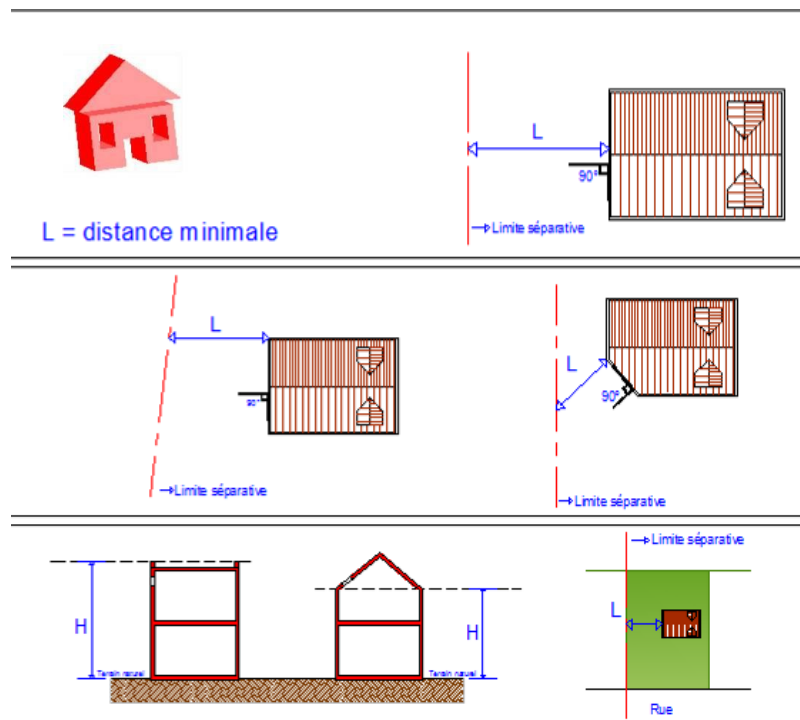 L
90°
L = distance minimale
Limite séparative
L
90°
Limite séparative
L
90°
Limite séparative
Limite séparative
H
H
L
Terrain naturel
Terrain naturel
Rue